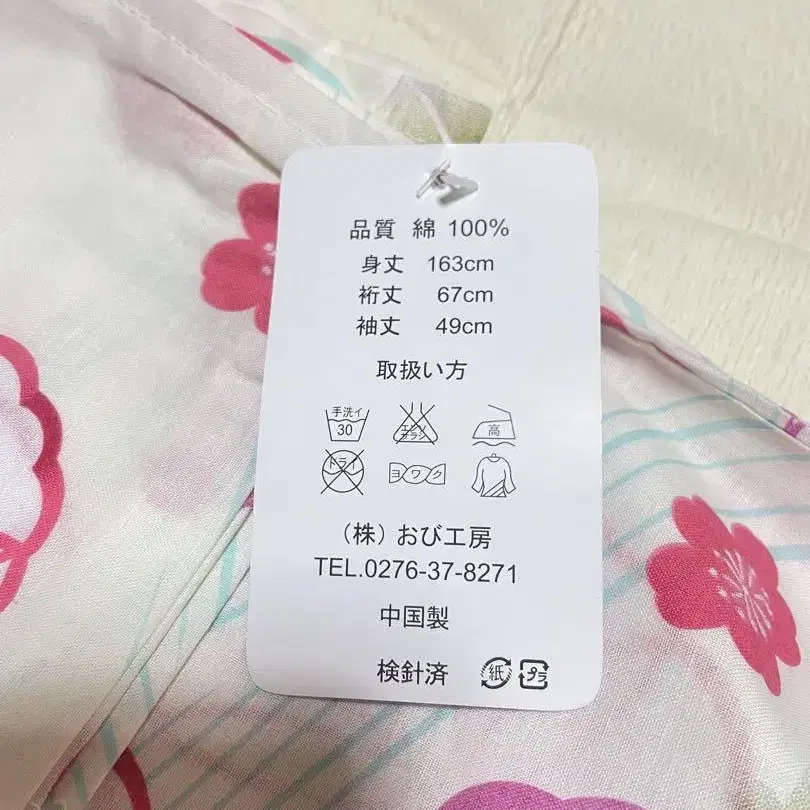 品質 綿 100%
身丈 163cm
裄丈 67cm
袖丈 49cm
取扱い方
手洗イ 30
エンソ サラシ
高
ドライ
ヨワク
（株）おび工房
TEL.0276-37-8271
中国製
検針済 紙 プラ